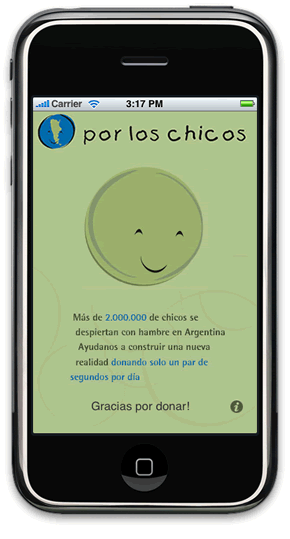 Carrier 3:17 PM
por los chicos
Más de 2.000.000 de chicos se
despiertan con hambre en Argentina
Ayudanos a construir una nueva
realidad donando solo un par de
segundos por día
Gracias por donar!
i